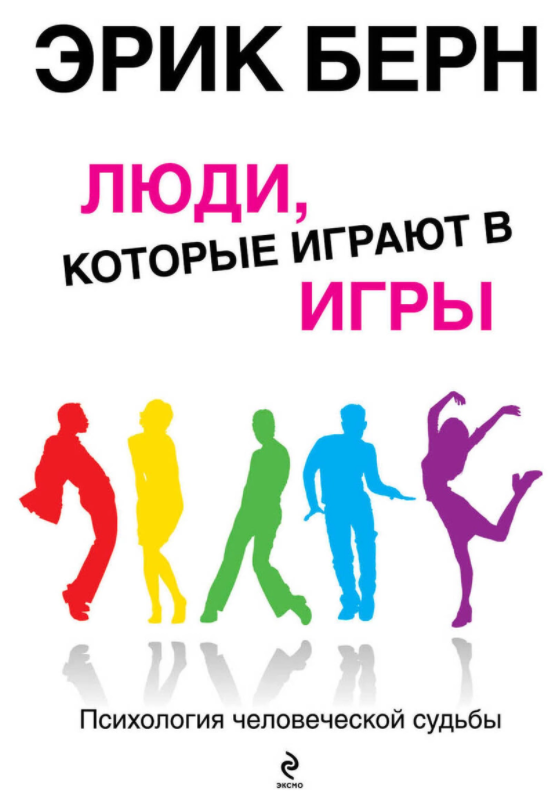 ЭРИК БЕРН
ЛЮДИ,
КОТОРЫЕ ИГРАЮТ В
ИГРЫ
Психология человеческой судьбы
ЭКСМО